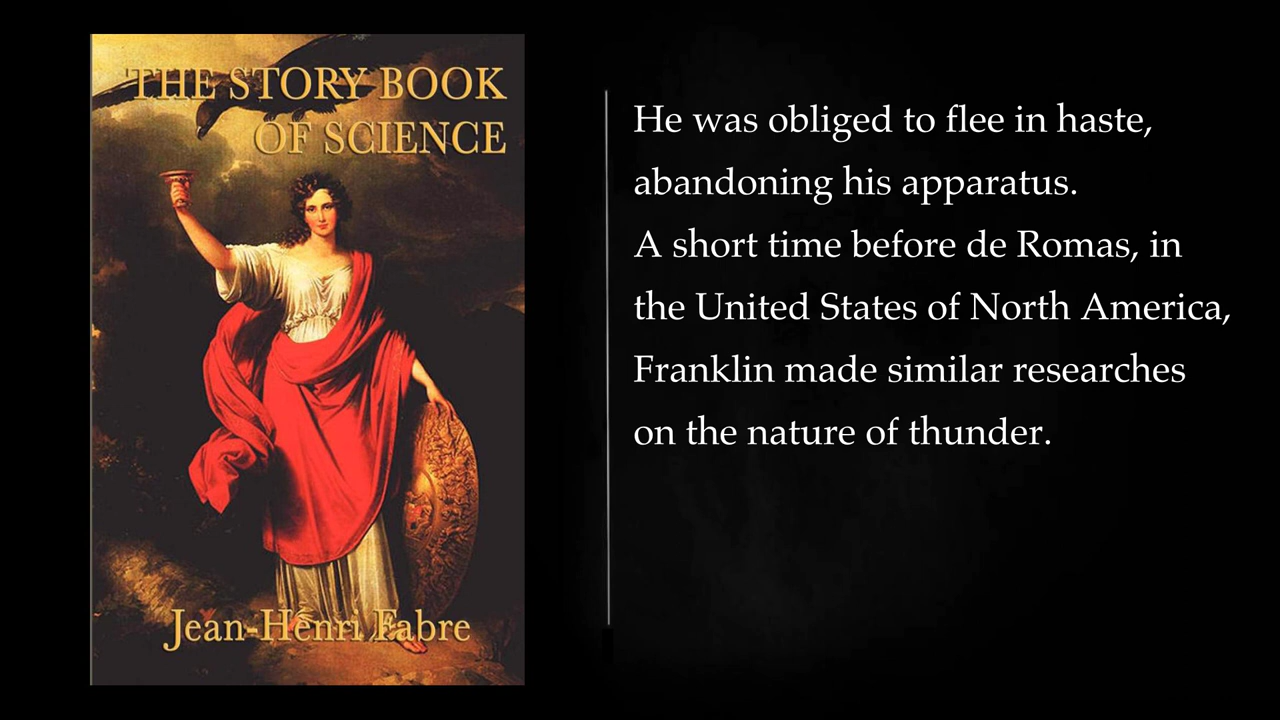 THE STORY BOOK
OF SCIENCE
Jean-Henri Fabre
He was obliged to flee in haste,
abandoning his apparatus.
A short time before de Romas, in
the United States of North America,
Franklin made similar researches
on the nature of thunder.